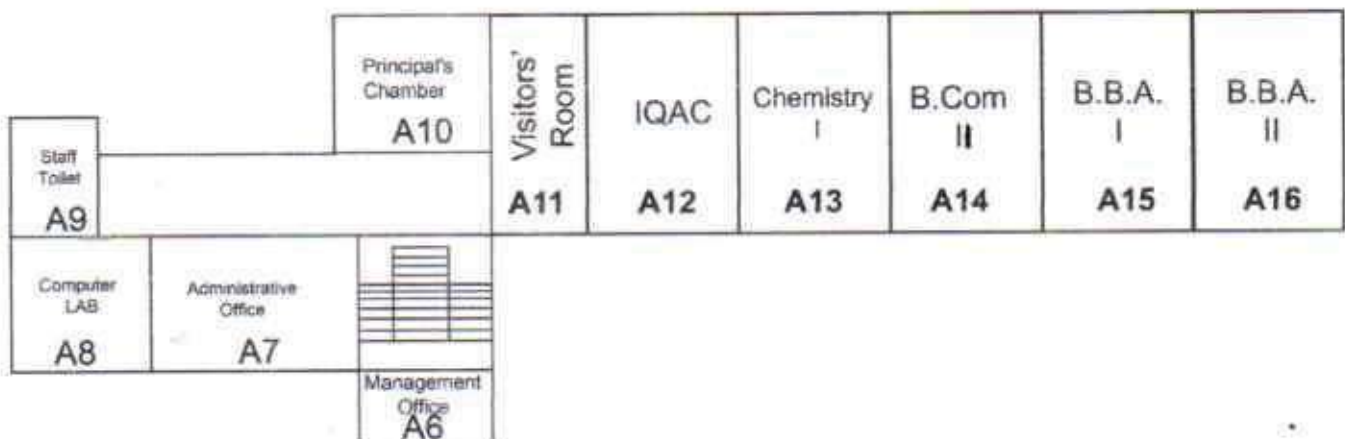 Principal's
Chamber
A10
Visitors'
Room
A11
IQAC
A12
Chemistry
I
A13
B.Com
II
A14
B.B.A.
I
A15
B.B.A.
II
A16
Staff
Toilet
A9
Computer
LAB
A8
Administrative
Office
A7
Management
Office
A6